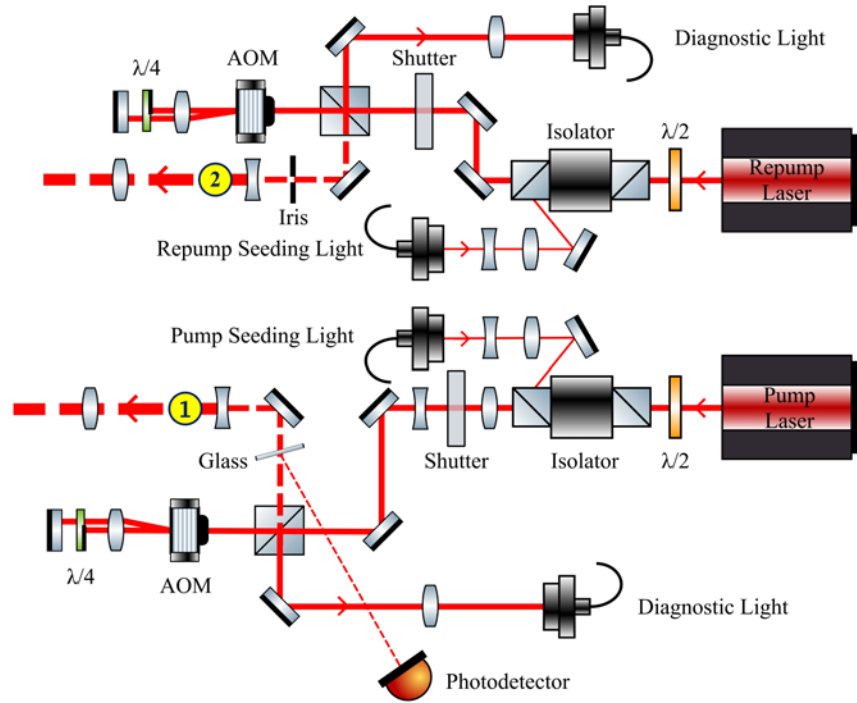 Diagnostic Light
Shutter
AOM
λ/4
Isolator
λ/2
Repump
Laser
2
Iris
Repump Seeding Light
Pump Seeding Light
1
Pump
Laser
Glass
Shutter
Isolator
λ/2
λ/4
AOM
Diagnostic Light
Photodetector